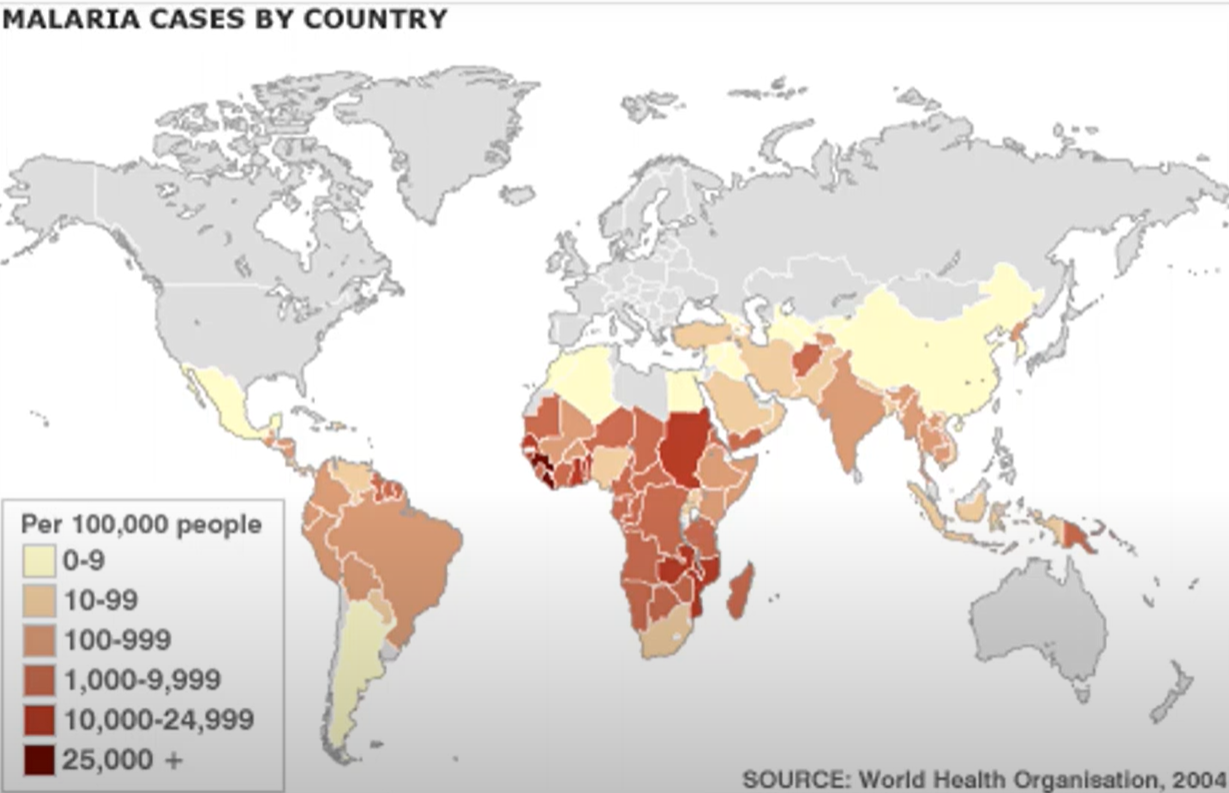 MALARIA CASES BY COUNTRY
Per 100,000 people
0-9
10-99
100-999
1,000-9,999
10,000-24,999
25,000 +
SOURCE: World Health Organisation, 2004